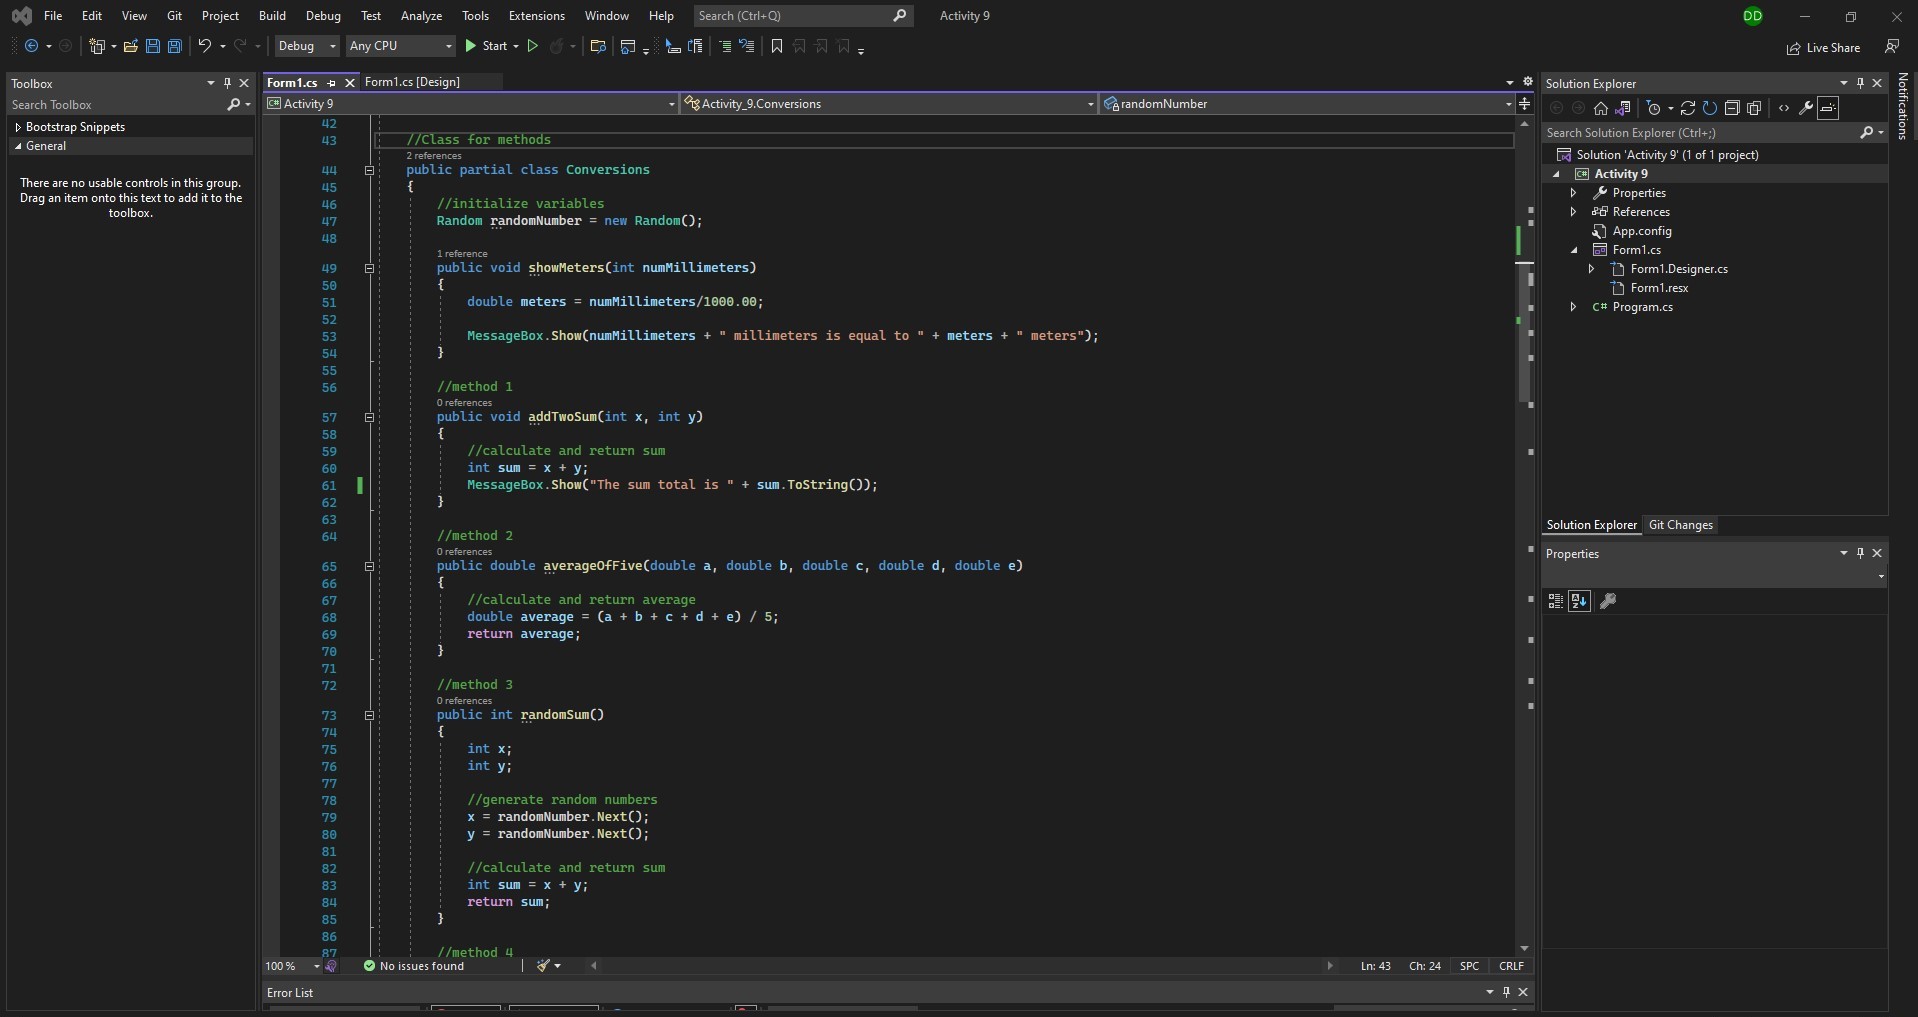 File Edit View Git Project Build Debug Test Analyze Tools Extensions Window Help Search (Ctrl+Q) Activity 9 DD
Debug Any CPU Start Live Share
Toolbox
Search Toolbox
Bootstrap Snippets
General
There are no usable controls in this group.
Drag an item onto this text to add it to the
toolbox.
Form1.cs Form1.cs [Design]
Activity 9 Activity_9.Conversions randomNumber
42
43 //Class for methods
2 references
44 public partial class Conversions
45 {
46 //initialize variables
47 Random randomNumber = new Random();
48
1 reference
49 public void showMeters(int numMillimeters)
50 {
51 double meters = numMillimeters/1000.00;
52
53 MessageBox.Show(numMillimeters + " millimeters is equal to " + meters + " meters");
54 }
55
56 //method 1
0 references
57 public void addTwoSum(int x, int y)
58 {
59 //calculate and return sum
60 int sum = x + y;
61 MessageBox.Show("The sum total is " + sum.ToString());
62 }
63
64 //method 2
0 references
65 public double averageOfFive(double a, double b, double c, double d, double e)
66 {
67 //calculate and return average
68 double average = (a + b + c + d + e) / 5;
69 return average;
70 }
71
72 //method 3
0 references
73 public int randomSum()
74 {
75 int x;
76 int y;
77
78 //generate random numbers
79 x = randomNumber.Next();
80 y = randomNumber.Next();
81
82 //calculate and return sum
83 int sum = x + y;
84 return sum;
85 }
86
87 //method 4
100 % No issues found Ln: 43 Ch: 24 SPC CRLF
Error List
Solution Explorer
Search Solution Explorer (Ctrl+;)
Solution 'Activity 9' (1 of 1 project)
C# Activity 9
Properties
References
App.config
Form1.cs
Form1.Designer.cs
Form1.resx
C# Program.cs
Solution Explorer Git Changes
Properties
Notifications